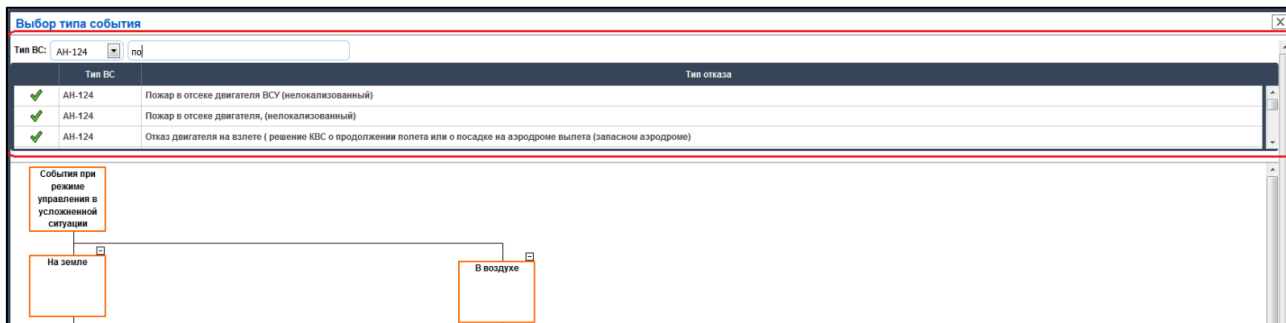 Выбор типа события
X
Тип ВС: АН-124 по
Тип ВС Тип отказа
АН-124 Пожар в отсеке двигателя ВСУ (нелокализованный)
АН-124 Пожар в отсеке двигателя, (нелокализованный)
АН-124 Отказ двигателя на взлете ( решение КВС о продолжении полета или о посадке на аэродроме вылета (запасном аэродроме)
События при
режиме
управления в
усложненной
ситуации
На земле
В воздухе